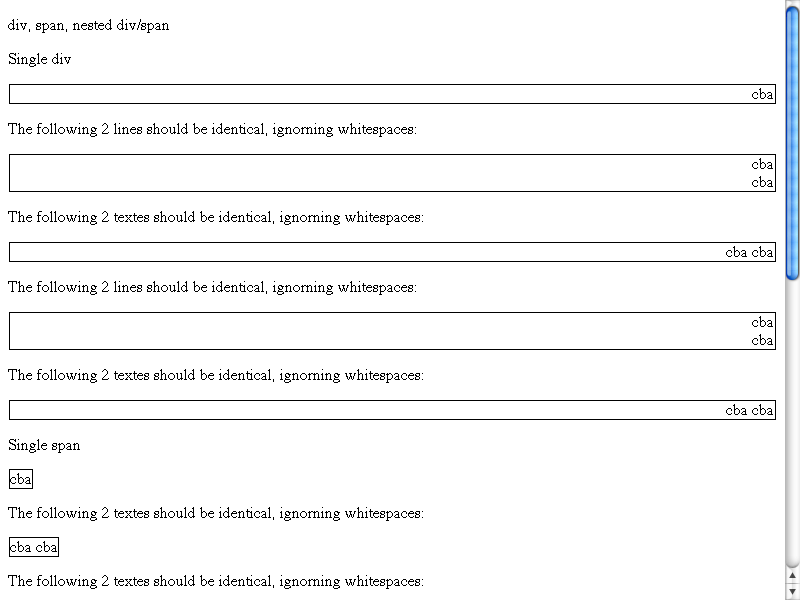 div, span, nested div/span
Single div
cba
The following 2 lines should be identical, ignorning whitespaces:
cba
cba
The following 2 textes should be identical, ignorning whitespaces:
cba cba
The following 2 lines should be identical, ignorning whitespaces:
cba
cba
The following 2 textes should be identical, ignorning whitespaces:
cba cba
Single span
cba
The following 2 textes should be identical, ignorning whitespaces:
cba cba
The following 2 textes should be identical, ignorning whitespaces: